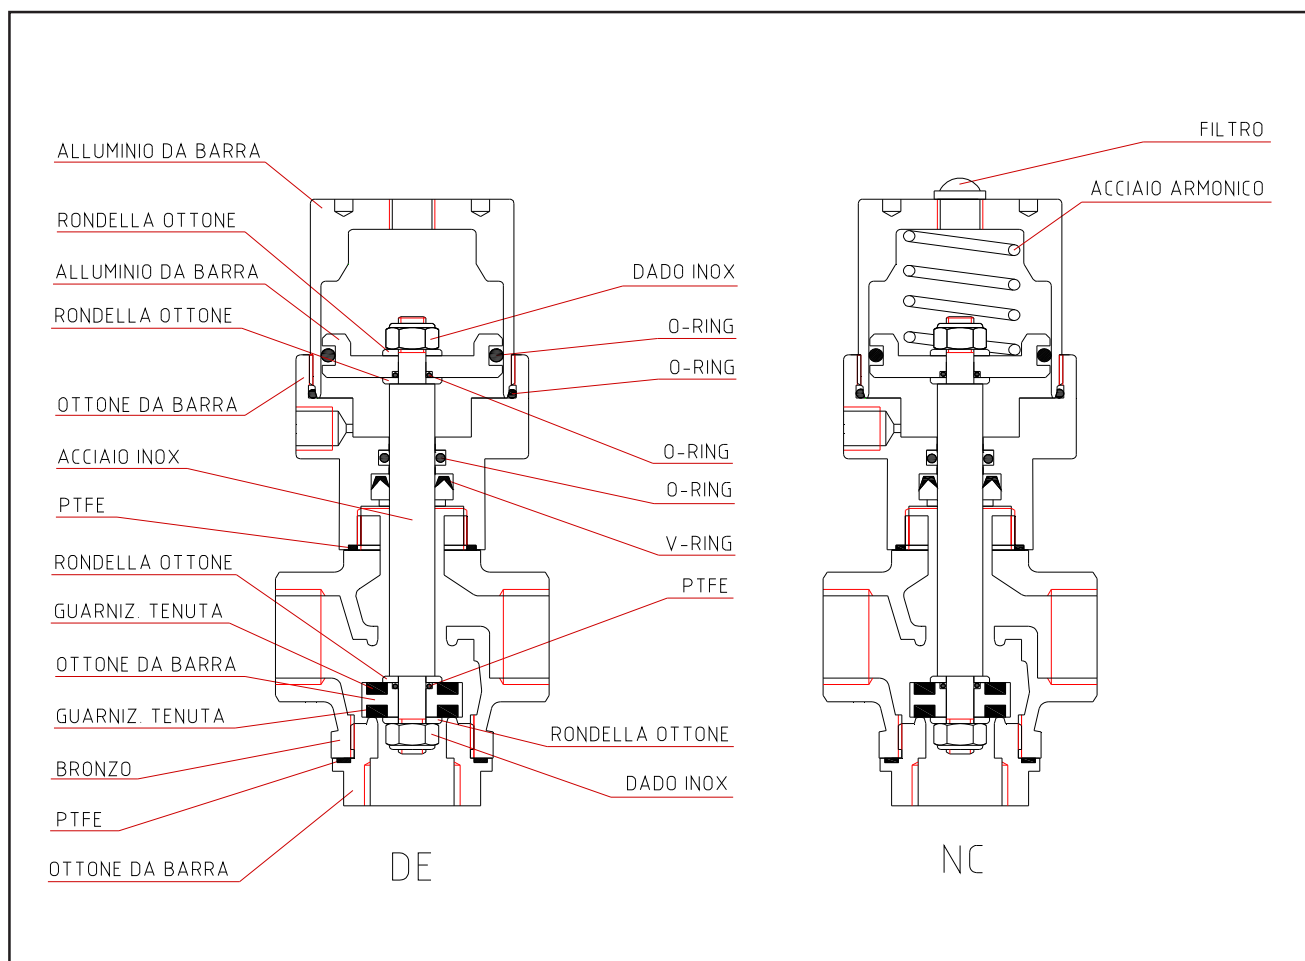 ALLUMINIO DA BARRA
RONDELLA OTTONE
ALLUMINIO DA BARRA
RONDELLA OTTONE
OTTONE DA BARRA
ACCIAIO INOX
PTFE
RONDELLA OTTONE
GUARNIZ. TENUTA
OTTONE DA BARRA
GUARNIZ. TENUTA
BRONZO
PTFE
OTTONE DA BARRA
DADO INOX
O-RING
O-RING
O-RING
O-RING
V-RING
PTFE
RONDELLA OTTONE
DADO INOX
DE
FILTRO
ACCIAIO ARMONICO
NC